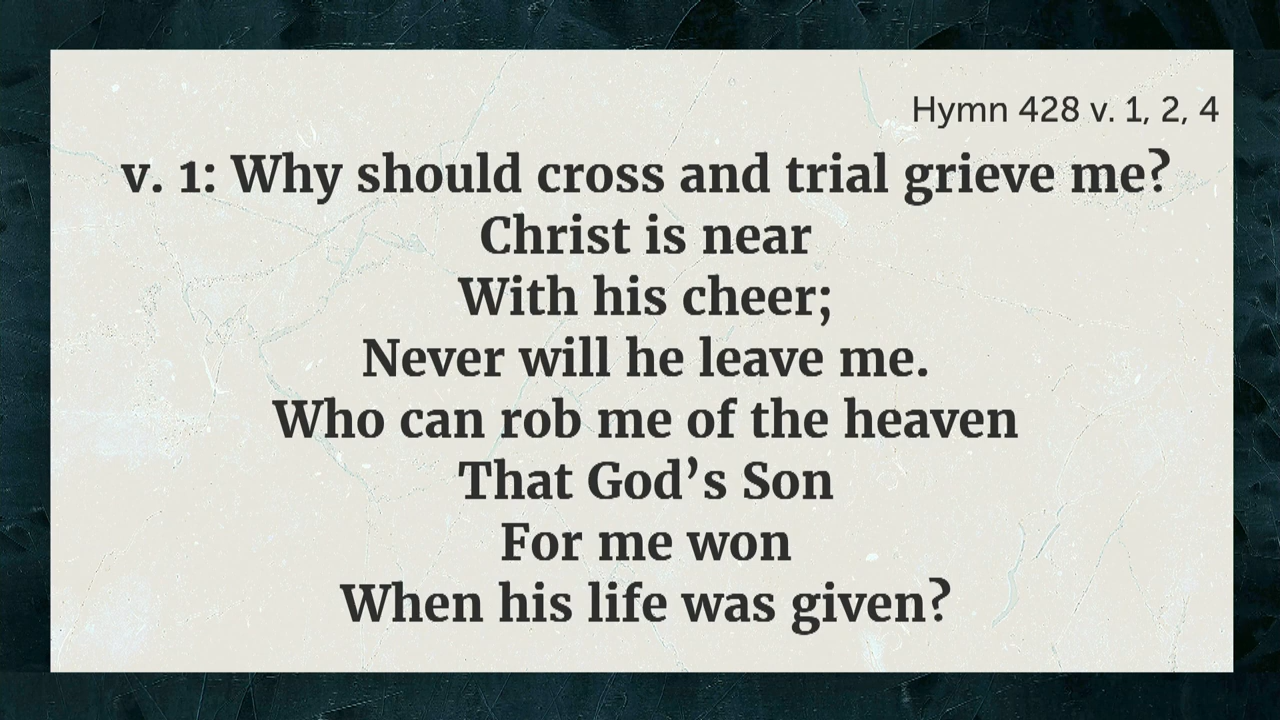 Hymn 428 v. 1, 2, 4
v. 1: Why should cross and trial grieve me?
Christ is near
With his cheer;
Never will he leave me.
Who can rob me of the heaven
That God’s Son
For me won
When his life was given?